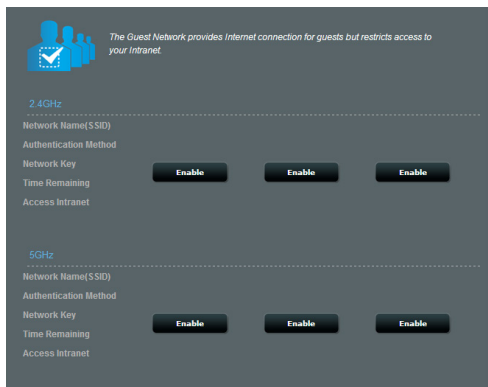 The Guest Network provides Internet connection for guests but restricts access to
your Intranet.
2.4GHz
Network Name(SSID)
Authentication Method
Network Key
Enable Enable Enable
Time Remaining
Access Intranet
5GHz
Network Name(SSID)
Authentication Method
Network Key
Enable Enable Enable
Time Remaining
Access Intranet